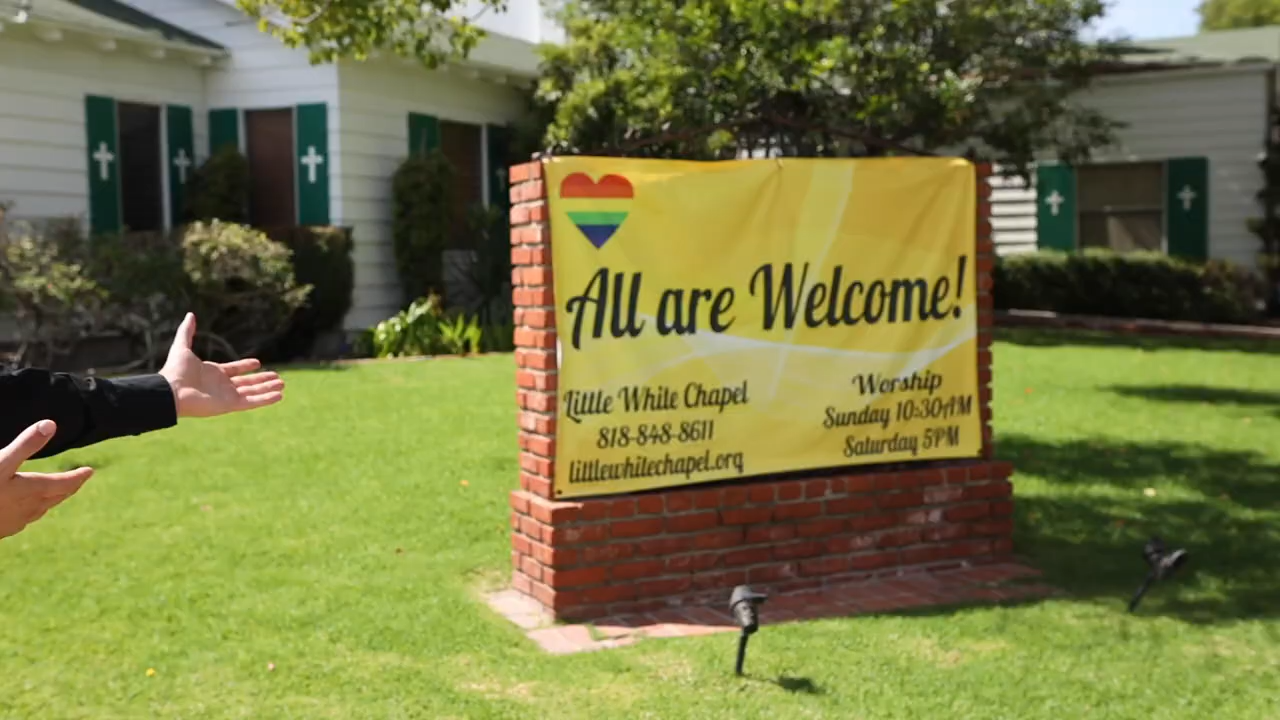 All are Welcome!
Little White Chapel
818-848-8611
littlewhitechapel.org
Worship
Sunday 10:30AM
Saturday 5PM